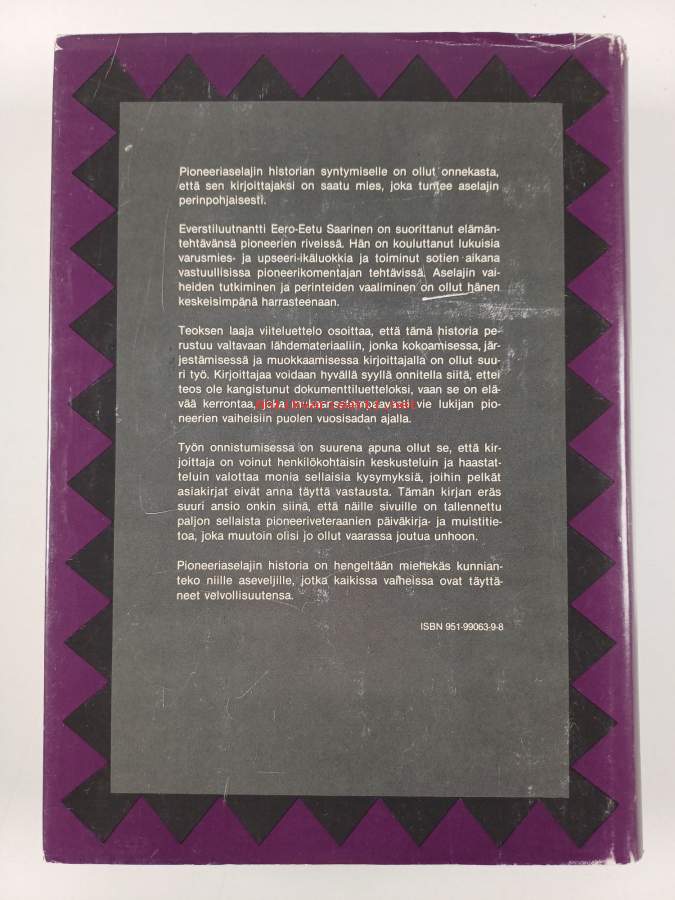 Pioneeriaselajin historian syntymiselle on ollut onnekasta,
että sen kirjoittajaksi on saatu mies, joka tuntee aselajin
perinpohjaisesti.
Everstiluutnantti Eero-Eetu Saarinen on suorittanut elämän-
tehtävänsä pioneerien riveissä. Hän on kouluttanut lukuisia
varusmies- ja upseeri-ikäluokkia ja toiminut sotien aikana
vastuullisissa pioneerikomentajan tehtävissä. Aselajin vai-
heiden tutkiminen ja perinteiden vaaliminen on ollut hänen
keskeisimpänä harrasteenaan.
Teoksen laaja viiteluettelo osoittaa, että tämä historia pe-
rustuu valtavaan lähdemateriaaliin, jonka kokoamisessa, jär-
jestämisessä ja muokkaamisessa kirjoittajalla on ollut suu-
ri työ. Kirjoittajaa voidaan hyvällä syyllä onnitella siitä, ettei
teos ole kangistunut dokumenttiluetteloksi, vaan se on elä-
vää kerrontaa, joka mukaansatempaavasti vie lukijan pio-
neerien vaiheisiin puolen vuosisadan ajalla.
Työn onnistumisessa on suurena apuna ollut se, että kir-
joittaja on voinut henkilökohtaisin keskusteluin ja haastat-
teluin valottaa monia sellaisia kysymyksiä, joihin pelkät
asiakirjat eivät anna täyttä vastausta. Tämän kirjan eräs
suuri ansio onkin siinä, että näille sivuille on tallennettu
paljon sellaista pioneeriveteraanien päiväkirja- ja muistitie-
toa, joka muutoin olisi jo ollut vaarassa joutua unhoon.
Pioneeriaselajin historia on hengeltään miehekäs kunnian-
teko niille aseveljille, jotka kaikissa vaiheissa ovat täyttä-
neet velvollisuutensa.
ISBN 951-99063-9-8